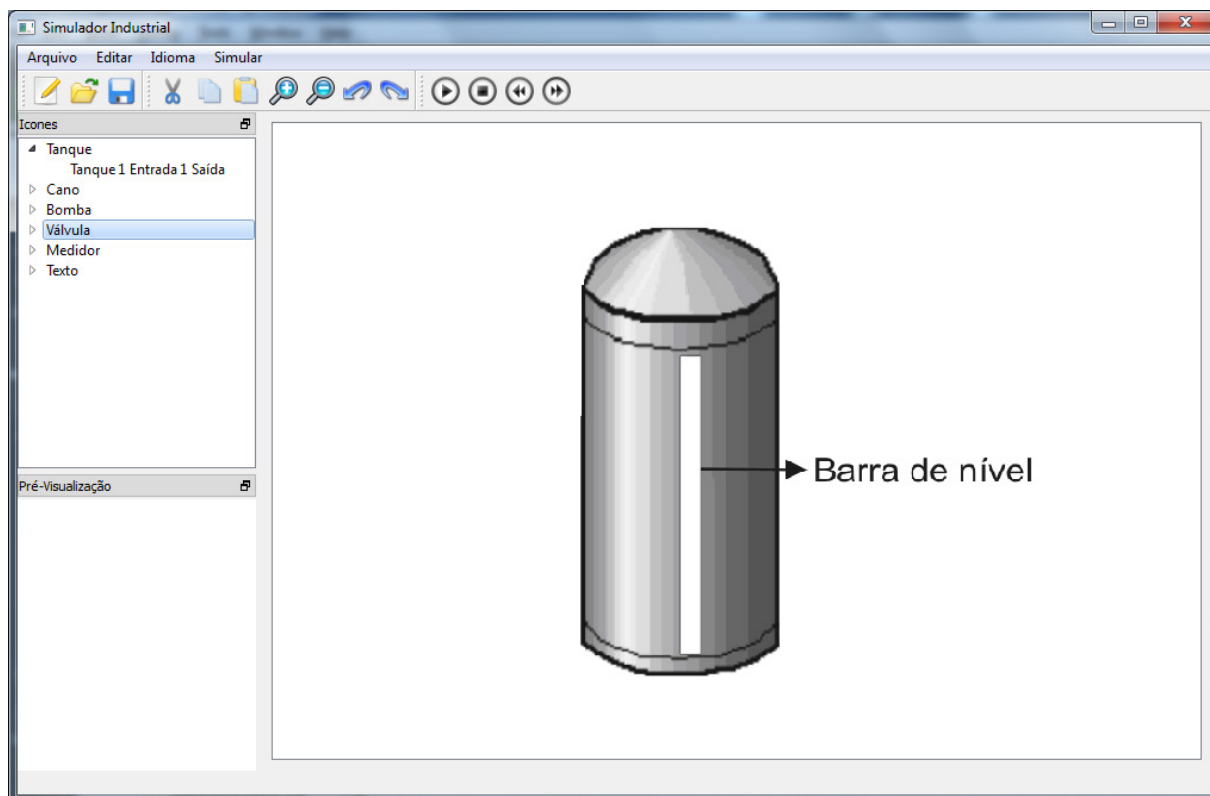 Simulador Industrial
Arquivo Editar Idioma Simular
Icones
Tanque
Tanque 1 Entrada 1 Saída
Cano
Bomba
Válvula
Medidor
Texto
Barra de nível
Pré-Visualização